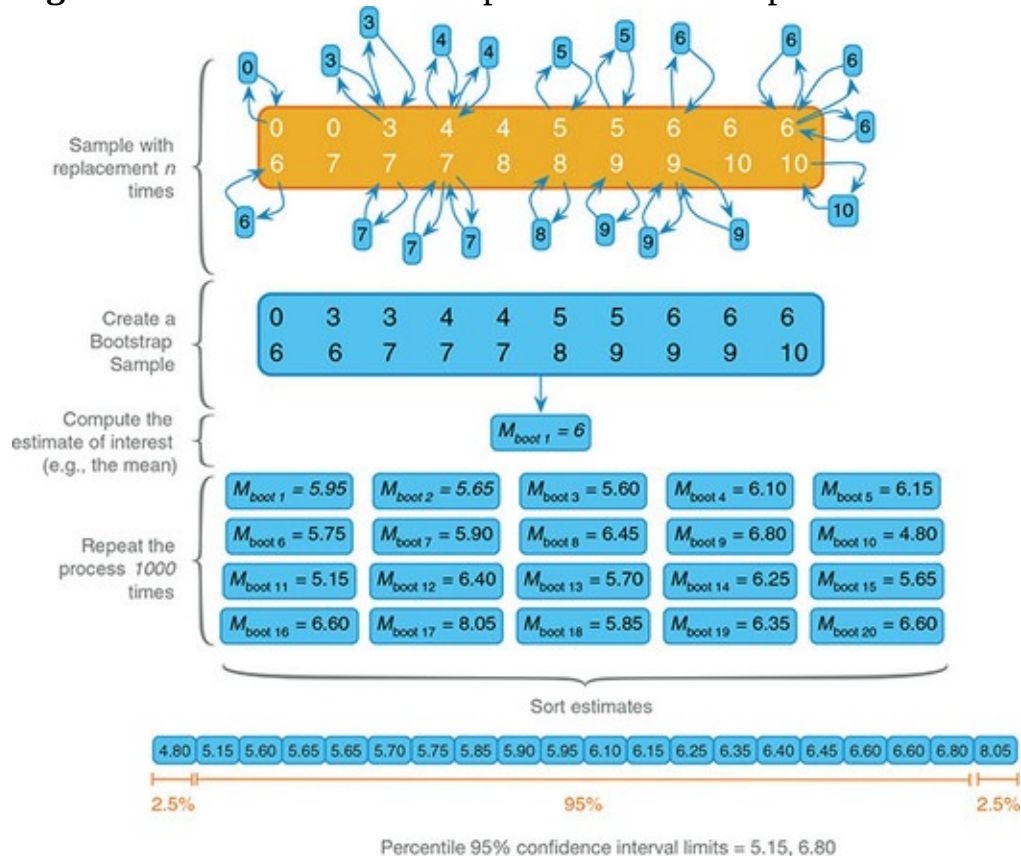 0 3 3 4 4 5 5 6 6 6 6
Sample with
replacement n
times
0 0 3 4 4 5 5 6 6 6
6 7 7 7 8 8 9 9 10 10
6 7 7 7 8 9 9 9 10
Create a
Bootstrap
Sample
0 3 3 4 4 5 5 6 6 6
6 6 7 7 7 8 9 9 9 10
Compute the
estimate of interest
(e.g., the mean)
Mboot 1 = 6
Repeat the
process 1000
times
Mboot 1 = 5.95 Mboot 2 = 5.65 Mboot 3 = 5.60 Mboot 4 = 6.10 Mboot 5 = 6.15
Mboot 6 = 5.75 Mboot 7 = 5.90 Mboot 8 = 6.45 Mboot 9 = 6.80 Mboot 10 = 4.80
Mboot 11 = 5.15 Mboot 12 = 6.40 Mboot 13 = 5.70 Mboot 14 = 6.25 Mboot 15 = 5.65
Mboot 16 = 6.60 Mboot 17 = 8.05 Mboot 18 = 5.85 Mboot 19 = 6.35 Mboot 20 = 6.60
Sort estimates
4.80 5.15 5.60 5.65 5.65 5.70 5.75 5.85 5.90 5.95 6.10 6.15 6.25 6.35 6.40 6.45 6.60 6.60 6.80 8.05
2.5% 95% 2.5%
Percentile 95% confidence interval limits = 5.15, 6.80